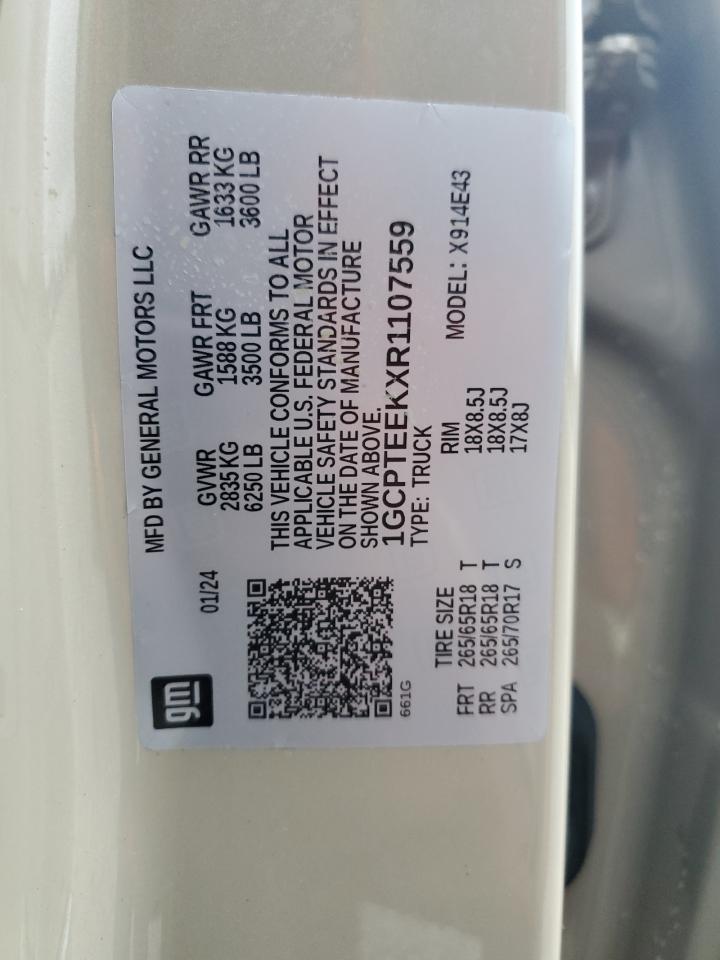 gm
MFD BY GENERAL MOTORS LLC
01/24
GVWR GAWR FRT GAWR RR
2835 KG 1588 KG 1633 KG
6250 LB 3500 LB 3600 LB
THIS VEHICLE CONFORMS TO ALL
APPLICABLE U.S. FEDERAL MOTOR
VEHICLE SAFETY STANDARDS IN EFFECT
ON THE DATE OF MANUFACTURE
SHOWN ABOVE.
1GCPTEEKXR1107559
661G
TYPE: TRUCK
TIRE SIZE RIM MODEL: X914E43
FRT 265/65R18 T 18X8.5J
RR 265/65R18 T 18X8.5J
SPA 265/70R17 S 17X8J